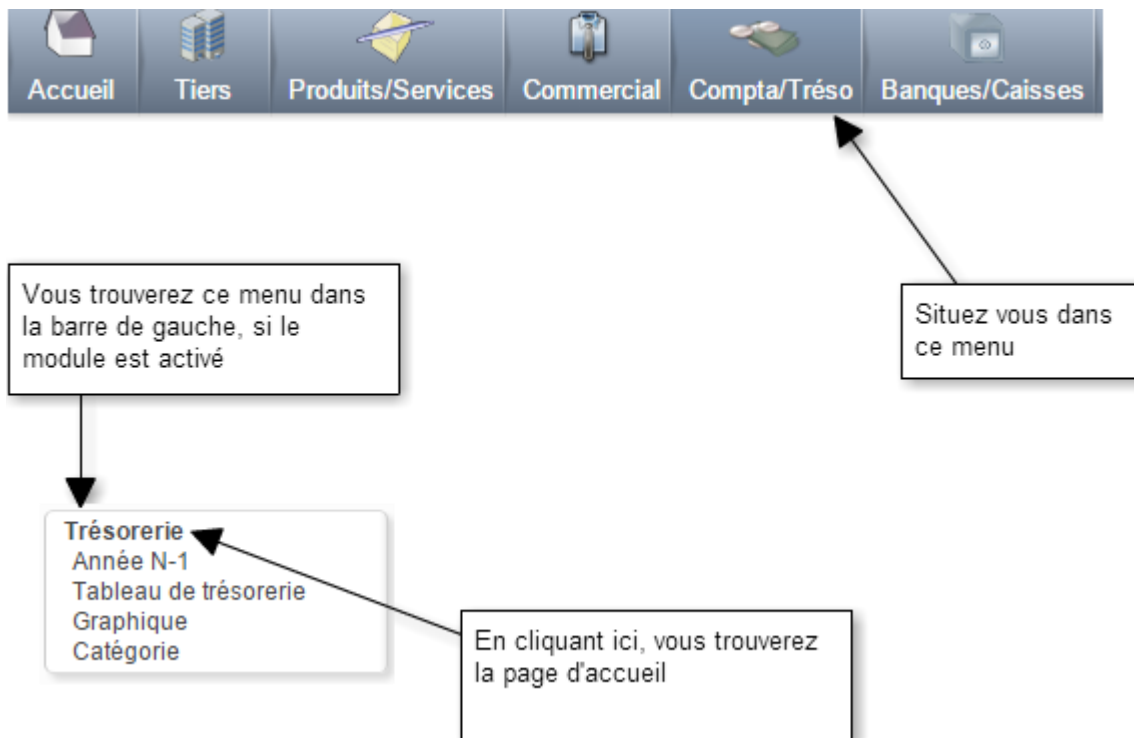 Accueil Tiers Produits/Services Commercial Compta/Tréso Banques/Caisses
Vous trouverez ce menu dans
la barre de gauche, si le
module est activé
Situez vous dans
ce menu
Trésorerie
Année N-1
Tableau de trésorerie
Graphique
Catégorie
En cliquant ici, vous trouverez
la page d'accueil